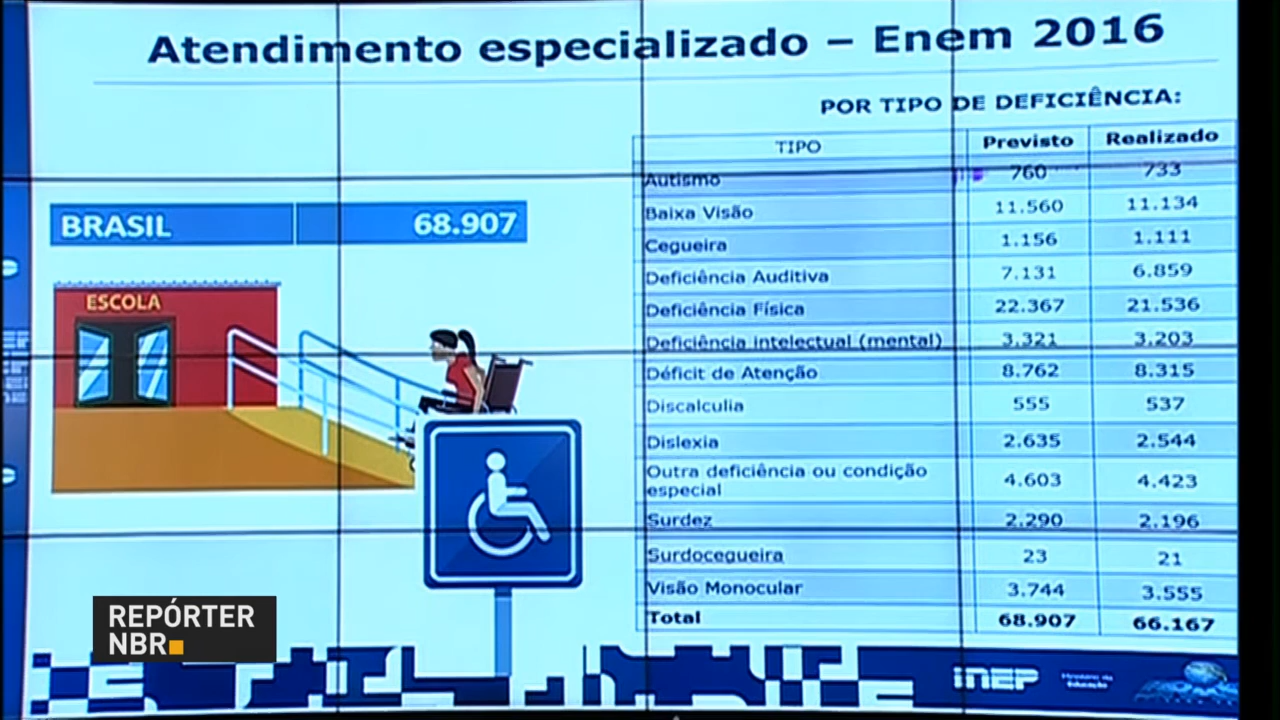 Atendimento especializado – Enem 2016
POR TIPO DE DEFICIÊNCIA:
TIPO Previsto Realizado
Autismo 760 733
Baixa Visão 11.560 11.134
Cegueira 1.156 1.111
Deficiência Auditiva 7.131 6.859
Deficiência Física 22.367 21.536
Deficiência intelectual (mental) 3.321 3.203
Déficit de Atenção 8.762 8.315
Discalculia 555 537
Dislexia 2.635 2.544
Outra deficiência ou condição
especial 4.603 4.423
Surdez 2.290 2.196
Surdocegueira 23 21
Visão Monocular 3.744 3.555
Total 68.907 66.167
BRASIL 68.907
ESCOLA
REPÓRTER
NBR
inep
Ministério da
Educação